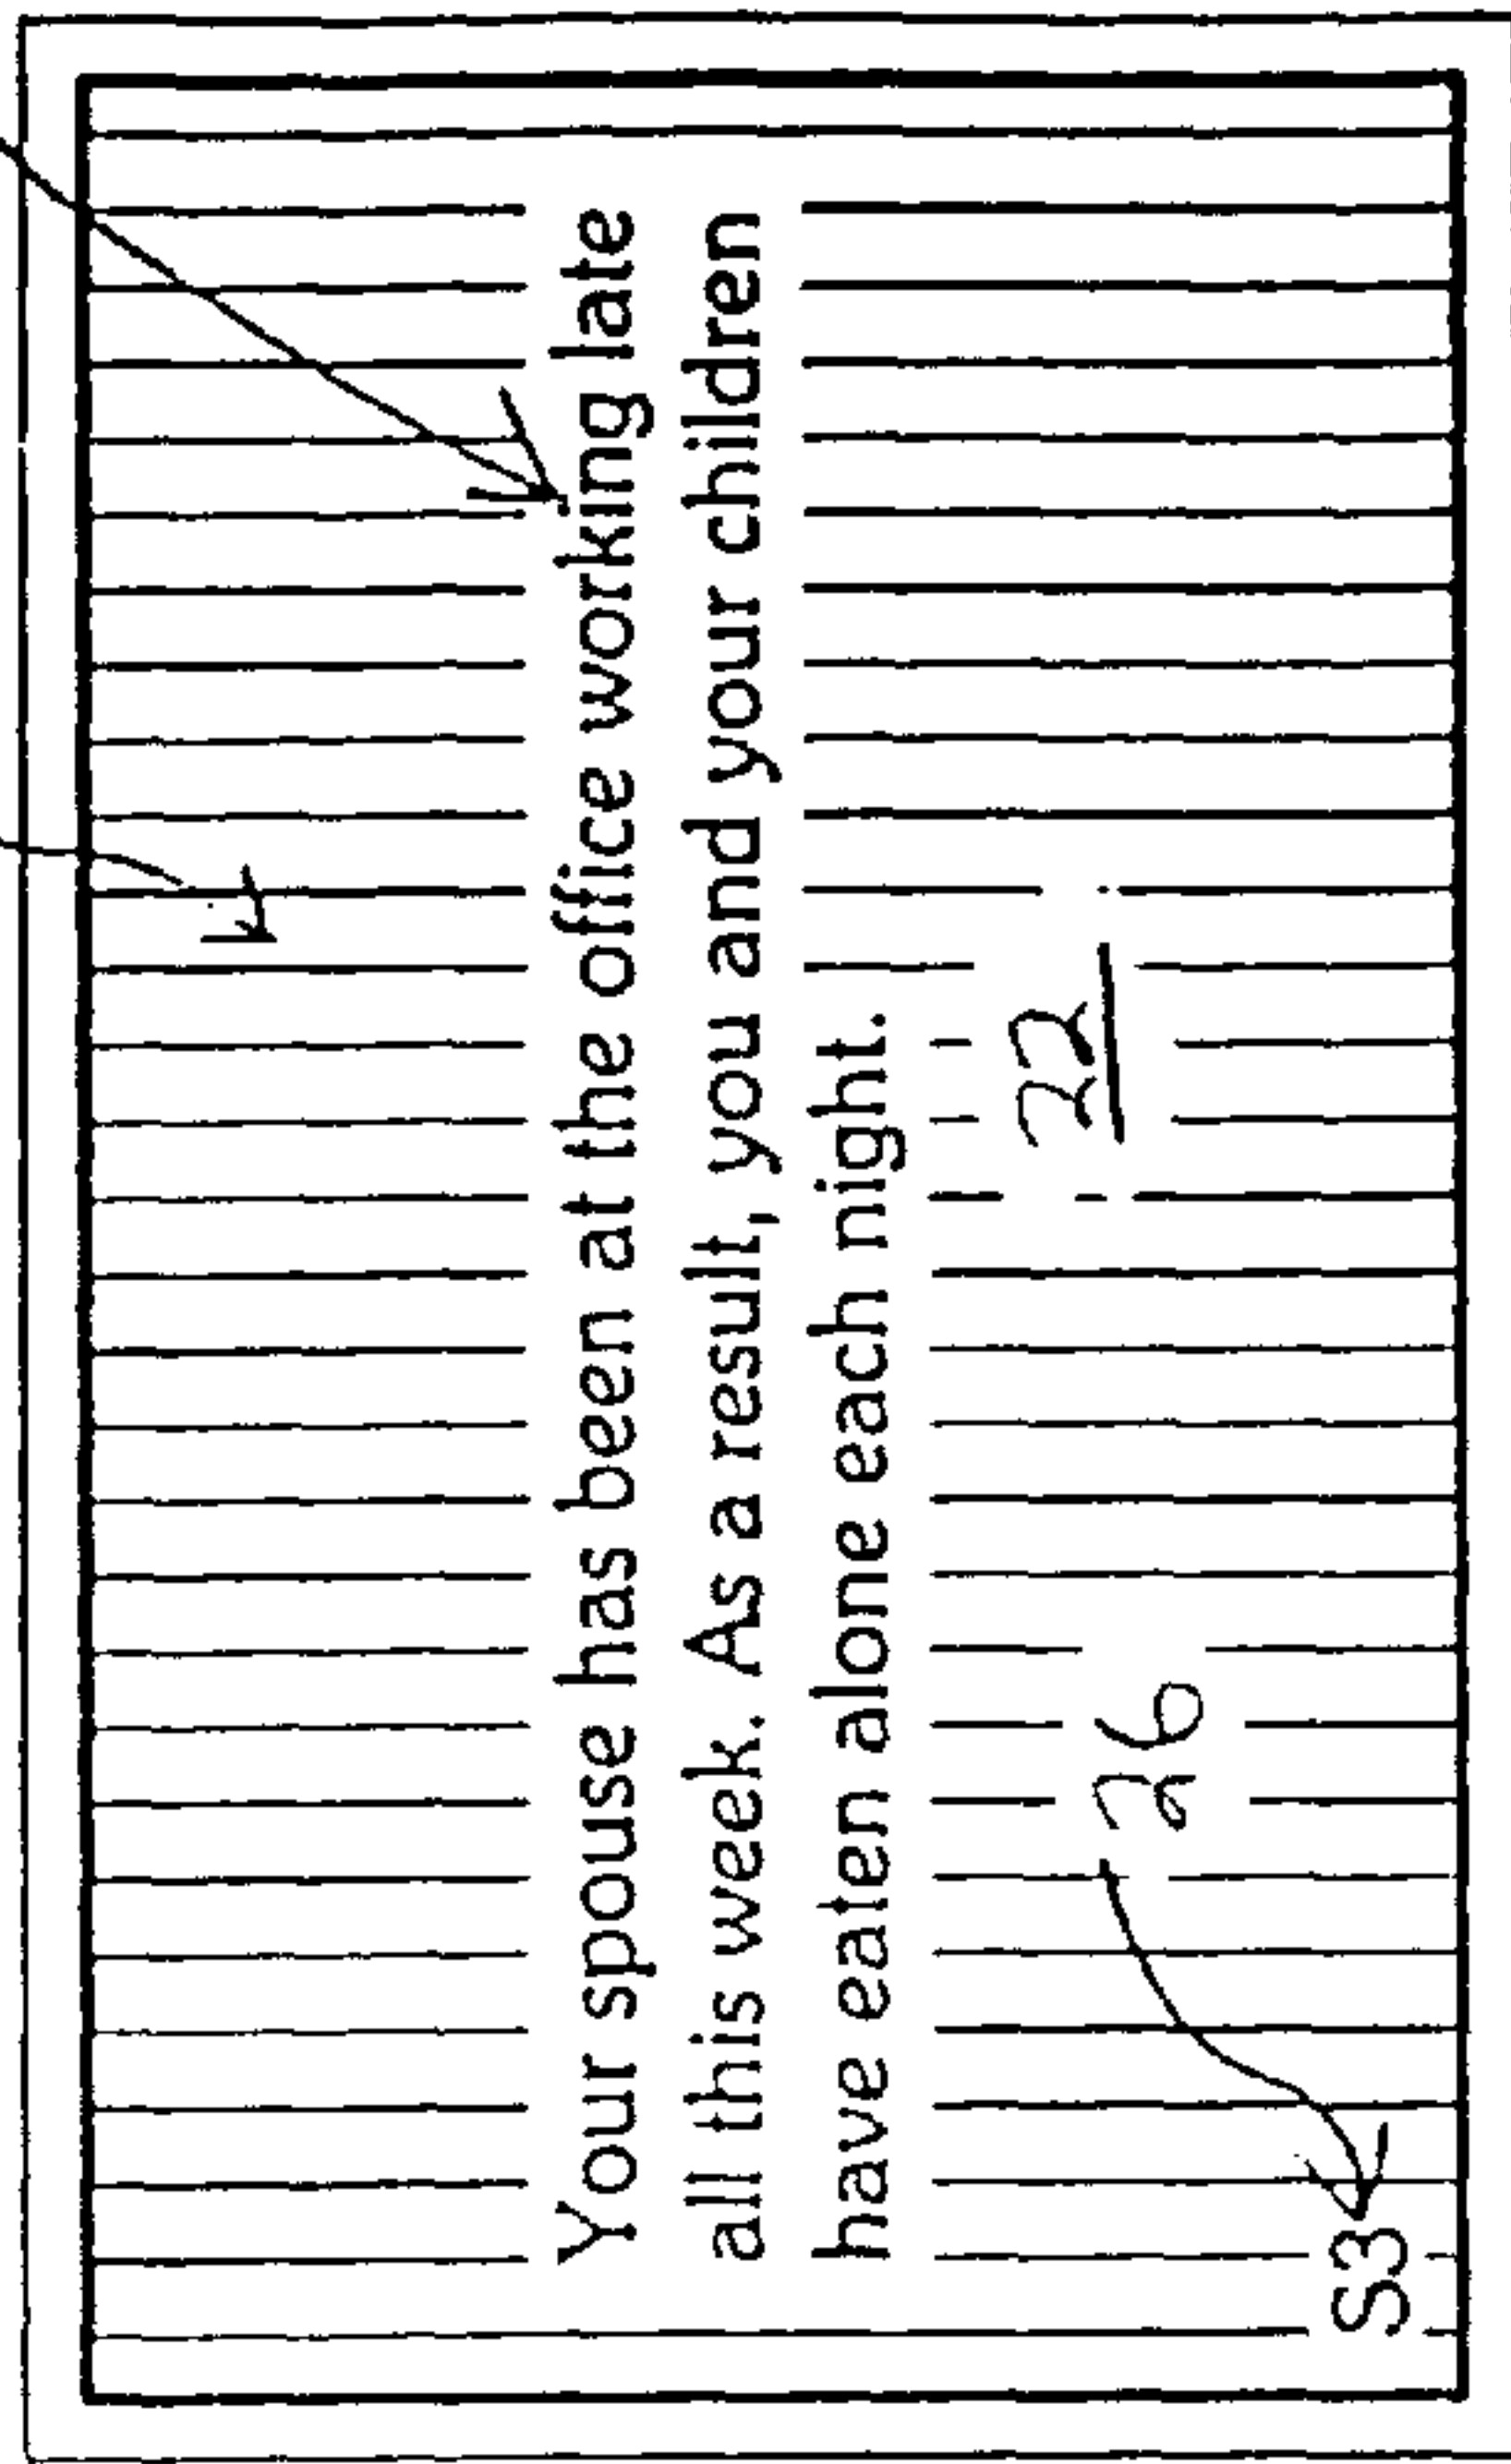 Your spouse has been at the office working late
all this week. As a result, you and your children
have eaten alone each night.
22
26
S3